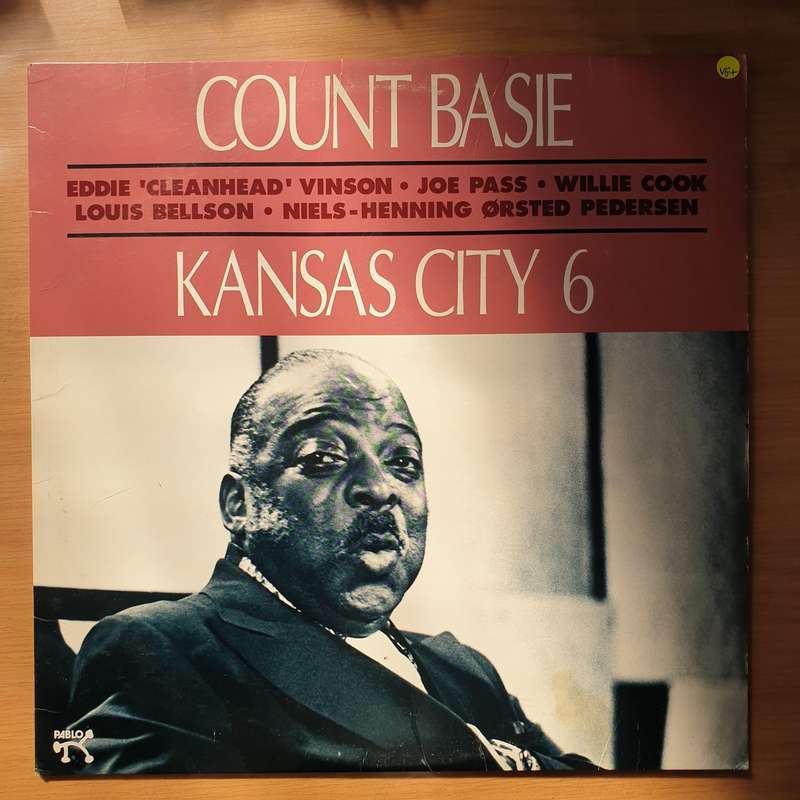 COUNT BASIE
EDDIE 'CLEANHEAD' VINSON • JOE PASS • WILLIE COOK
LOUIS BELLSON • NIELS-HENNING ØRSTED PEDERSEN
KANSAS CITY 6
PABLO
VG+